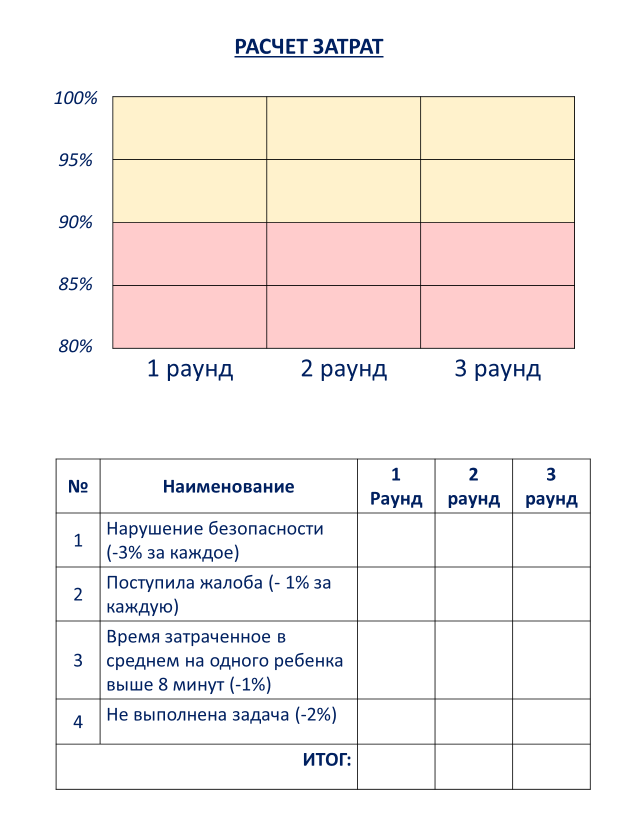 РАСЧЕТ ЗАТРАТ
100%
95%
90%
85%
80%
1 раунд 2 раунд 3 раунд
№ Наименование 1 Раунд 2 раунд 3 раунд
1 Нарушение безопасности
(-3% за каждое)
2 Поступила жалоба (- 1% за
каждую)
3 Время затраченное в
среднем на одного ребенка
выше 8 минут (-1%)
4 Не выполнена задача (-2%)
ИТОГ: